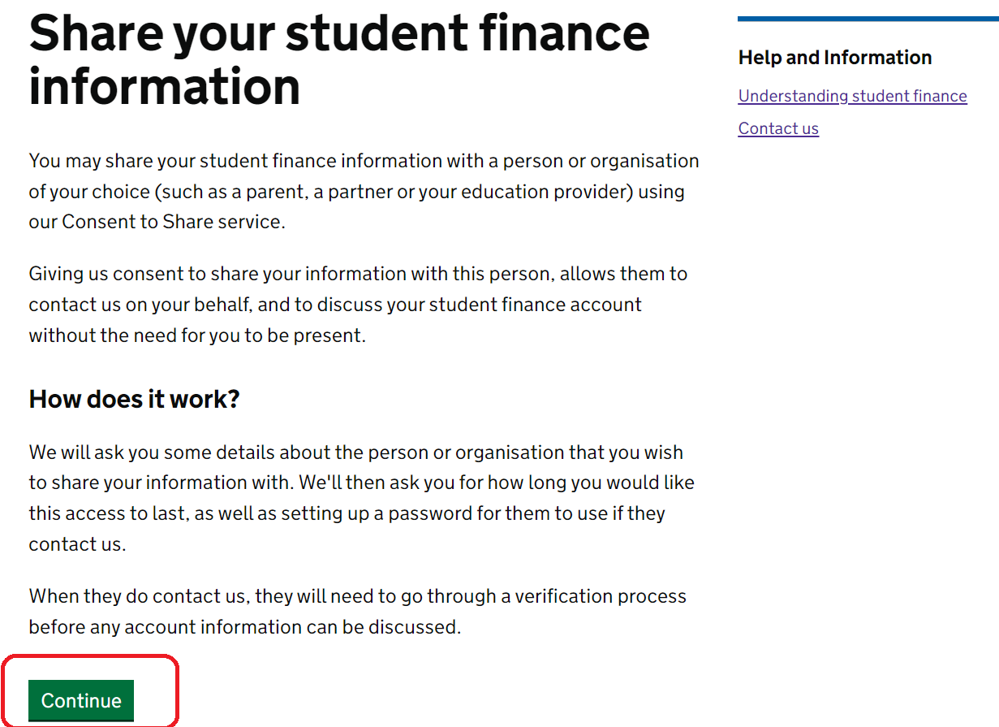 Share your student finance
information
You may share your student finance information with a person or organisation
of your choice (such as a parent, a partner or your education provider) using
our Consent to Share service.
Giving us consent to share your information with this person, allows them to
contact us on your behalf, and to discuss your student finance account
without the need for you to be present.
How does it work?
We will ask you some details about the person or organisation that you wish
to share your information with. We'll then ask you for how long you would like
this access to last, as well as setting up a password for them to use if they
contact us.
When they do contact us, they will need to go through a verification process
before any account information can be discussed.
Continue
Help and Information
Understanding student finance
Contact us